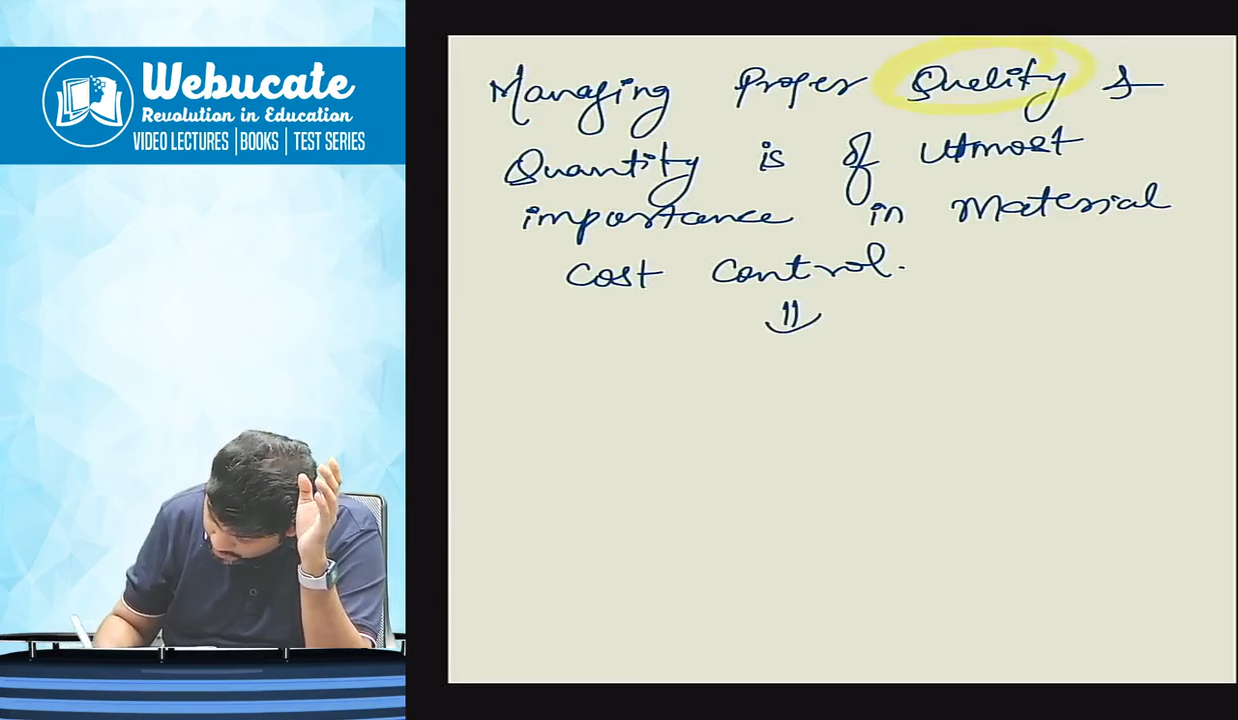 Webucate
Revolution in Education
VIDEO LECTURES | BOOKS | TEST SERIES
Managing Proper Quality &
Quantity is of Utmost
importance in Material
Cost Control.